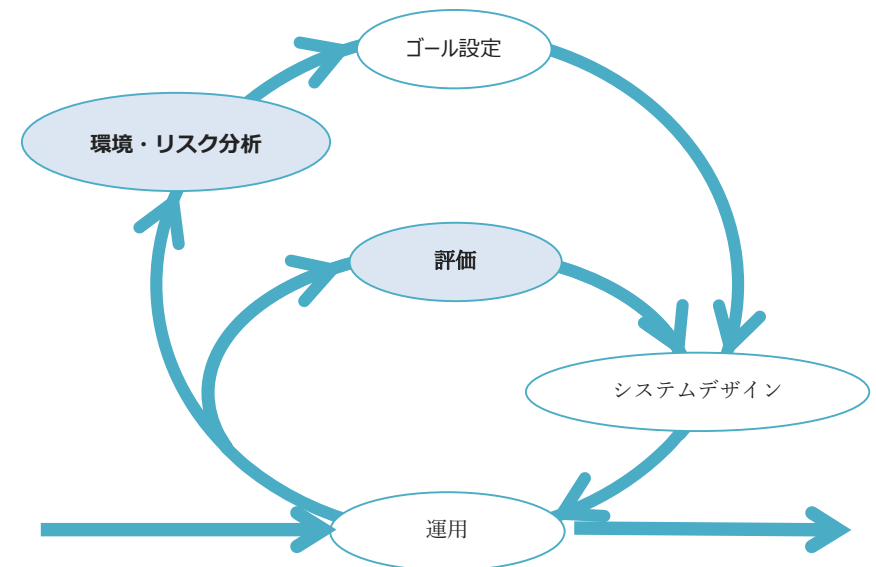 ゴール設定
環境・リスク分析
評価
システムデザイン
運用